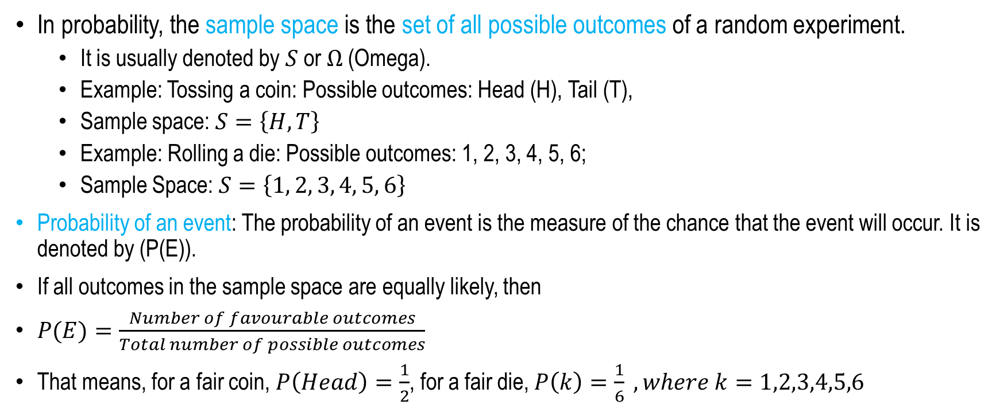 • In probability, the sample space is the set of all possible outcomes of a random experiment.
• It is usually denoted by S or Ω (Omega).
• Example: Tossing a coin: Possible outcomes: Head (H), Tail (T),
• Sample space: S = {H, T}
• Example: Rolling a die: Possible outcomes: 1, 2, 3, 4, 5, 6;
• Sample Space: S = {1, 2, 3, 4, 5, 6}
• Probability of an event: The probability of an event is the measure of the chance that the event will occur. It is
denoted by (P(E)).
• If all outcomes in the sample space are equally likely, then
• P(E) = Number of favourable outcomes / Total number of possible outcomes
• That means, for a fair coin, P(Head) = 1/2, for a fair die, P(k) = 1/6 , where k = 1,2,3,4,5,6